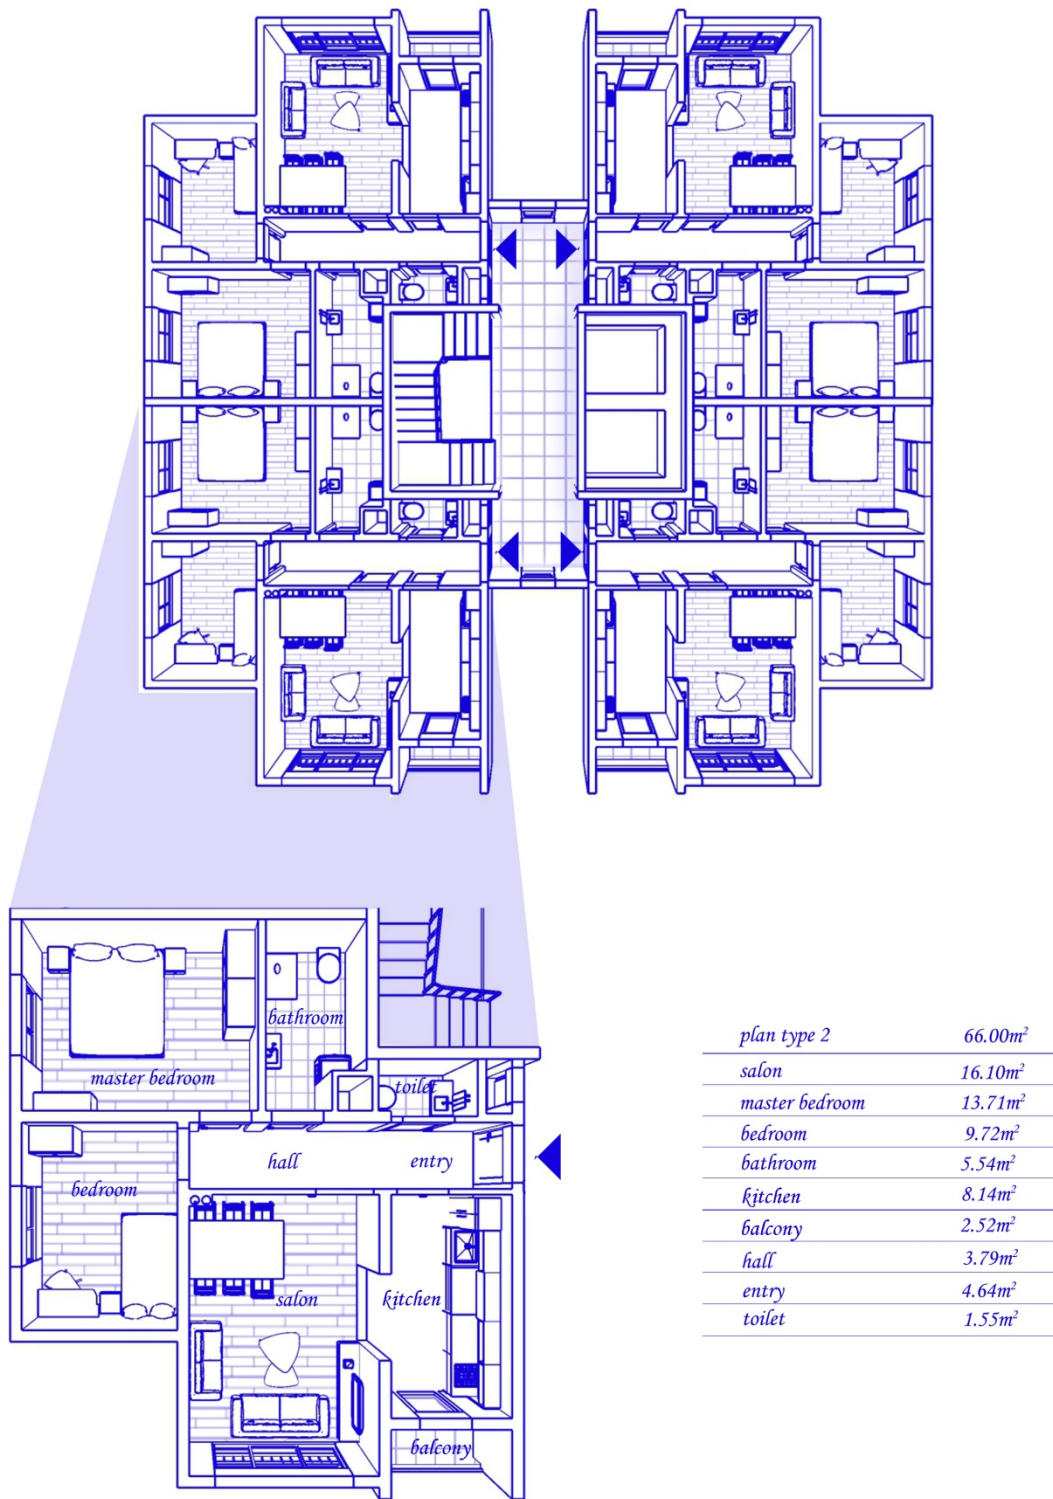 master bedroom
bathroom
toilet
hall
entry
bedroom
salon
kitchen
balcony
plan type 2 66.00m²
salon 16.10m²
master bedroom 13.71m²
bedroom 9.72m²
bathroom 5.54m²
kitchen 8.14m²
balcony 2.52m²
hall 3.79m²
entry 4.64m²
toilet 1.55m²